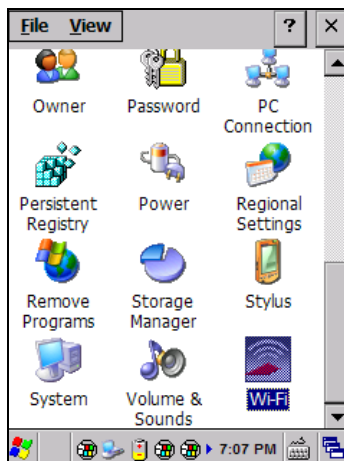 File View ? ×
Owner
Password
PC
Connection
Persistent
Registry
Power
Regional
Settings
Remove
Programs
Storage
Manager
Stylus
System
Volume &
Sounds
Wi-Fi
7:07 PM